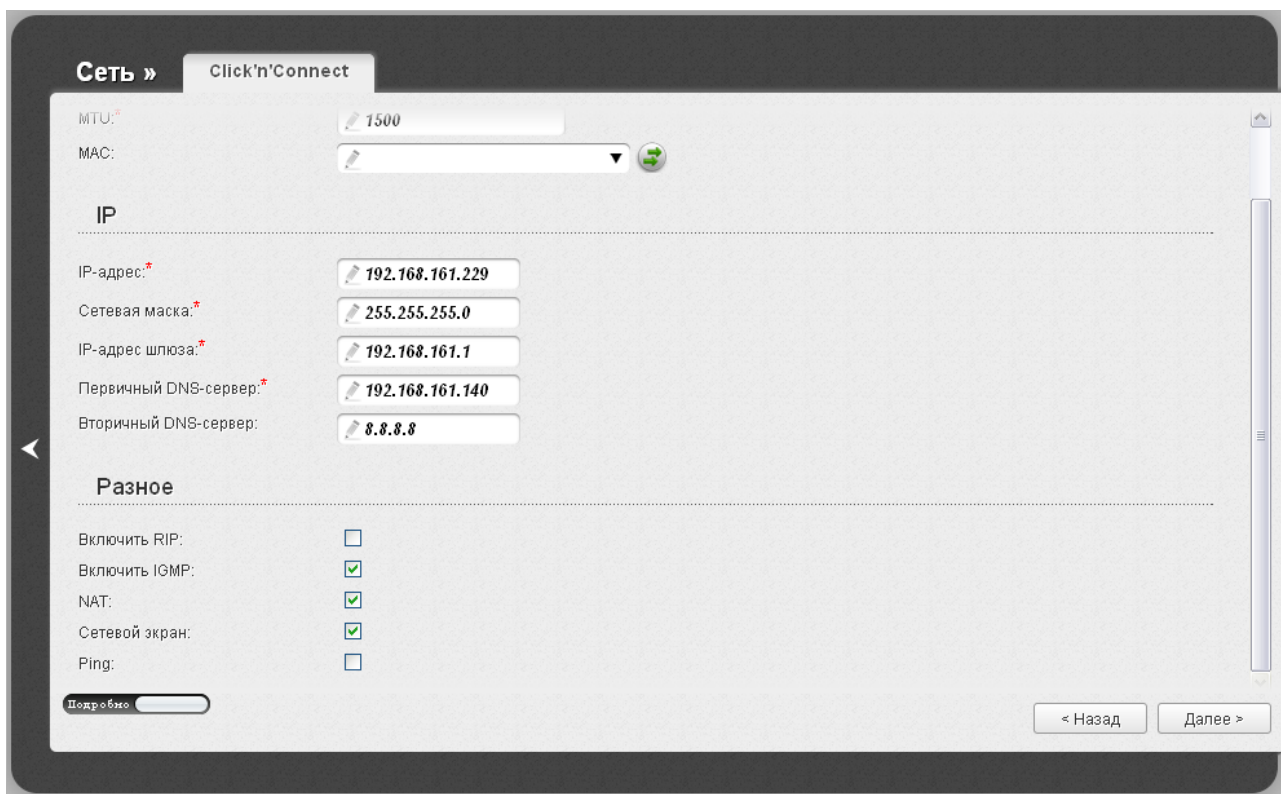 Сеть »
Click'n'Connect
MTU:* 1500
MAC:
IP
IP-адрес:* 192.168.161.229
Сетевая маска:* 255.255.255.0
IP-адрес шлюза:* 192.168.161.1
Первичный DNS-сервер:* 192.168.161.140
Вторичный DNS-сервер: 8.8.8.8
Разное
Включить RIP:
Включить IGMP:
NAT:
Сетевой экран:
Ping:
Подробно
< Назад
Далее >